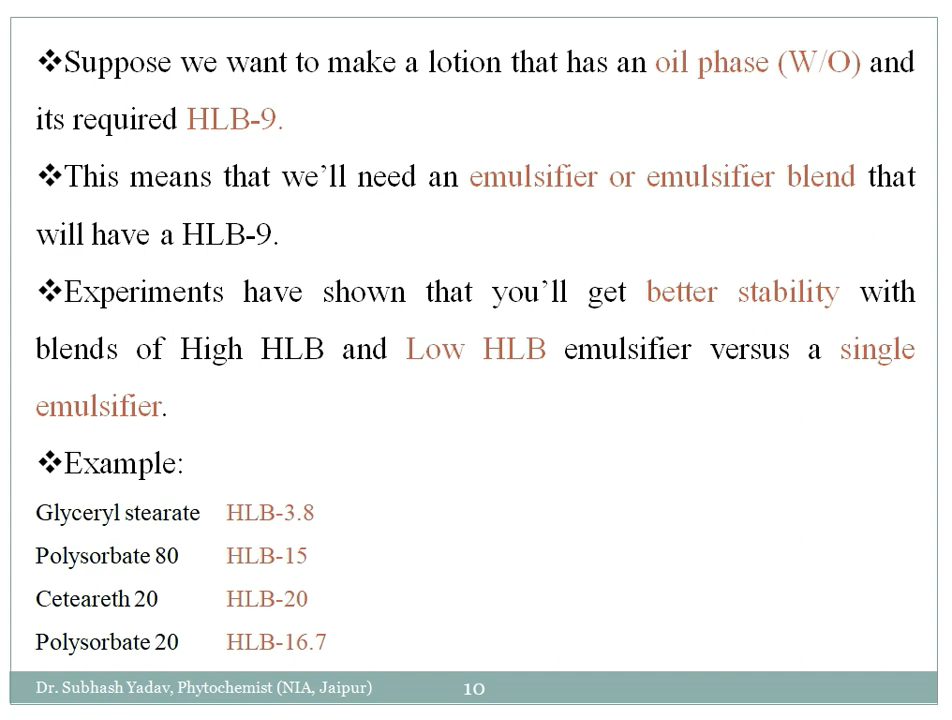 ❖Suppose we want to make a lotion that has an oil phase (W/O) and
its required HLB-9.
❖This means that we’ll need an emulsifier or emulsifier blend that
will have a HLB-9.
❖Experiments have shown that you’ll get better stability with
blends of High HLB and Low HLB emulsifier versus a single
emulsifier.
❖Example:
Glyceryl stearate HLB-3.8
Polysorbate 80 HLB-15
Ceteareth 20 HLB-20
Polysorbate 20 HLB-16.7
Dr. Subhash Yadav, Phytochemist (NIA, Jaipur) 10